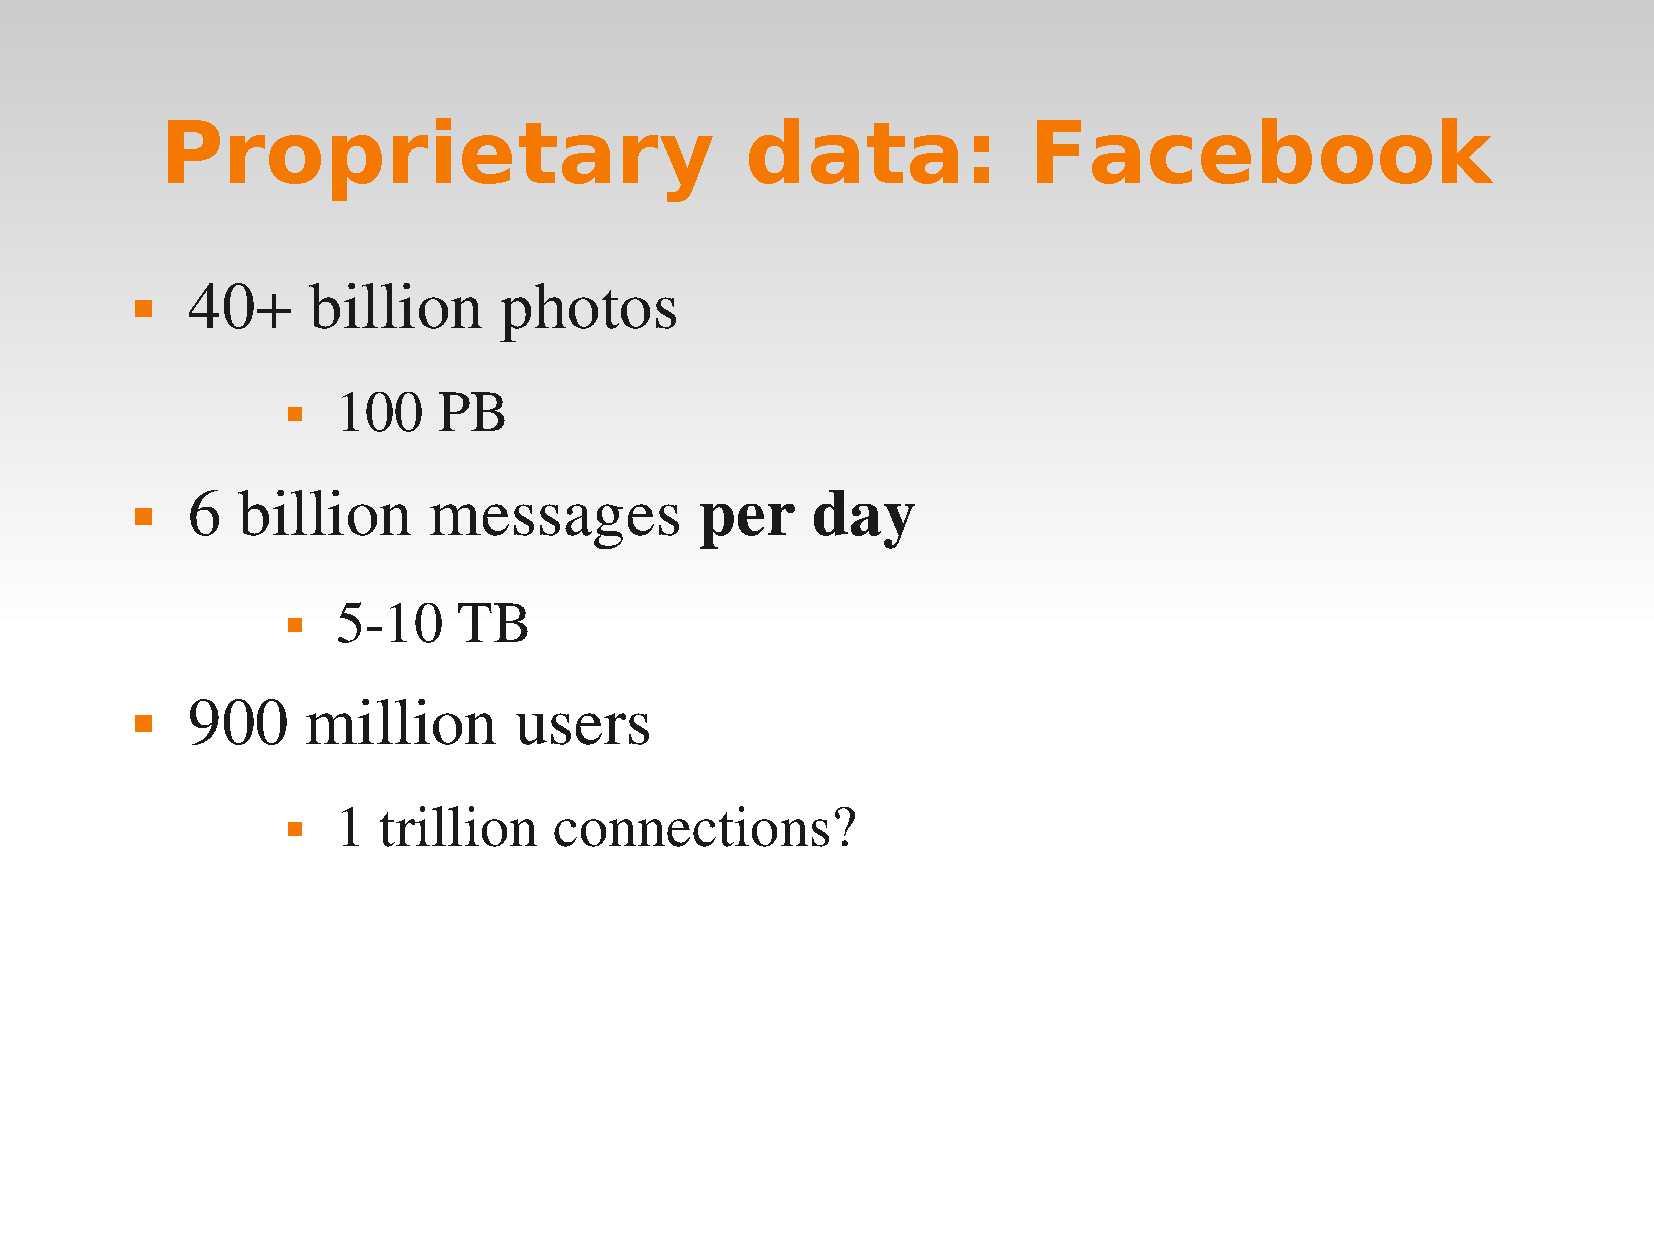 Proprietary data: Facebook
40+ billion photos
100 PB
6 billion messages per day
5-10 TB
900 million users
1 trillion connections?